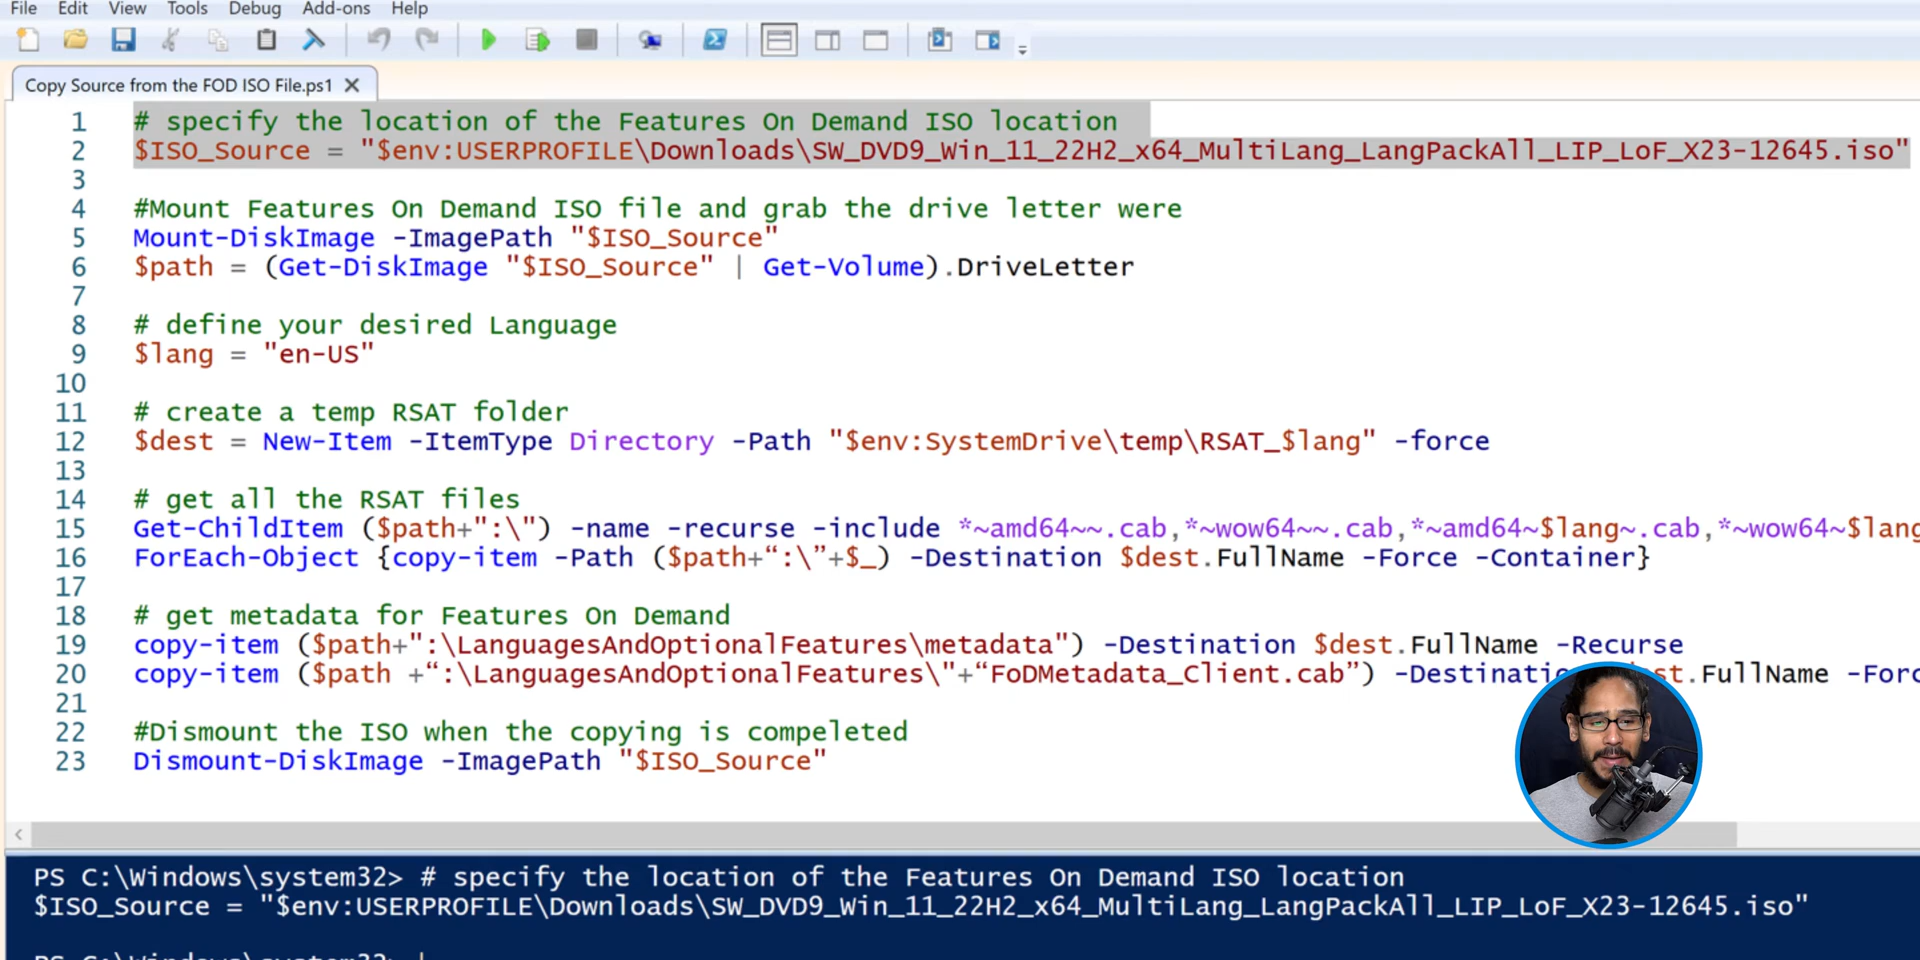 File Edit View Tools Debug Add-ons Help
Copy Source from the FOD ISO File.ps1
1 # specify the location of the Features On Demand ISO location
2 $ISO_Source = "$env:USERPROFILE\Downloads\SW_DVD9_Win_11_22H2_x64_MultiLang_LangPackAll_LIP_LoF_X23-12645.iso"
3
4 #Mount Features On Demand ISO file and grab the drive letter were
5 Mount-DiskImage -ImagePath "$ISO_Source"
6 $path = (Get-DiskImage "$ISO_Source" | Get-Volume).DriveLetter
7
8 # define your desired Language
9 $lang = "en-US"
10
11 # create a temp RSAT folder
12 $dest = New-Item -ItemType Directory -Path "$env:SystemDrive\temp\RSAT_$lang" -force
13
14 # get all the RSAT files
15 Get-ChildItem ($path+":\") -name -recurse -include *~amd64~~.cab,*~wow64~~.cab,*~amd64~$lang~.cab,*~wow64~$lang
16 ForEach-Object {copy-item -Path ($path+“:\"+$_) -Destination $dest.FullName -Force -Container}
17
18 # get metadata for Features On Demand
19 copy-item ($path+":\LanguagesAndOptionalFeatures\metadata") -Destination $dest.FullName -Recurse
20 copy-item ($path +“:\LanguagesAndOptionalFeatures\"+“FoDMetadata_Client.cab”) -Destinatio est.FullName -Forc
21
22 #Dismount the ISO when the copying is compeleted
23 Dismount-DiskImage -ImagePath "$ISO_Source"
PS C:\Windows\system32> # specify the location of the Features On Demand ISO location
$ISO_Source = "$env:USERPROFILE\Downloads\SW_DVD9_Win_11_22H2_x64_MultiLang_LangPackAll_LIP_LoF_X23-12645.iso"
PS C:\Windows\system32>